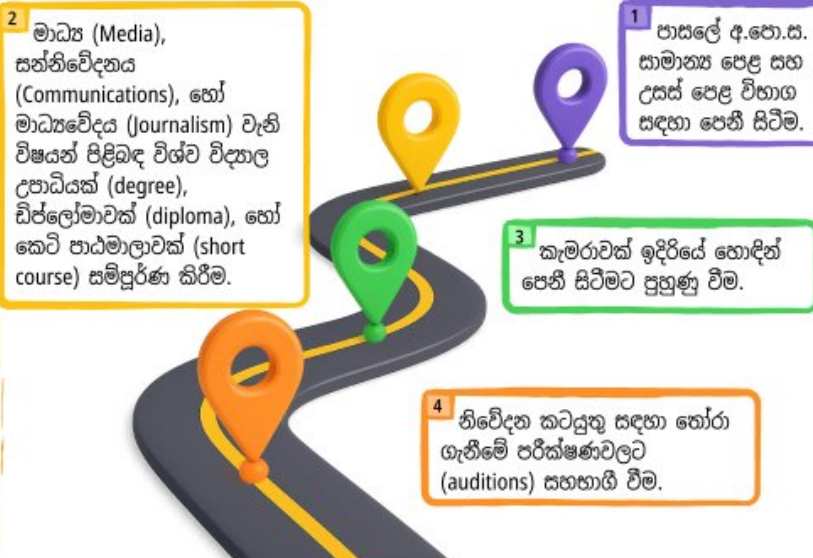 1
පාසලේ අ.පො.ස.
සාමාන්‍ය පෙළ සහ
උසස් පෙළ විභාග
සඳහා පෙනී සිටීම.
2
මාධ්‍ය (Media),
සන්නිවේදනය
(Communications), හෝ
මාධ්‍යවේදය (Journalism) වැනි
විෂයන් පිළිබඳ විශ්ව විද්‍යාල
උපාධියක් (degree),
ඩිප්ලෝමාවක් (diploma), හෝ
කෙටි පාඨමාලාවක් (short
course) සම්පූර්ණ කිරීම.
3
කැමරාවක් ඉදිරියේ හොඳින්
පෙනී සිටීමට පුහුණු වීම.
4
නිවේදන කටයුතු සඳහා තෝරා
ගැනීමේ පරීක්ෂණවලට
(auditions) සහභාගී වීම.